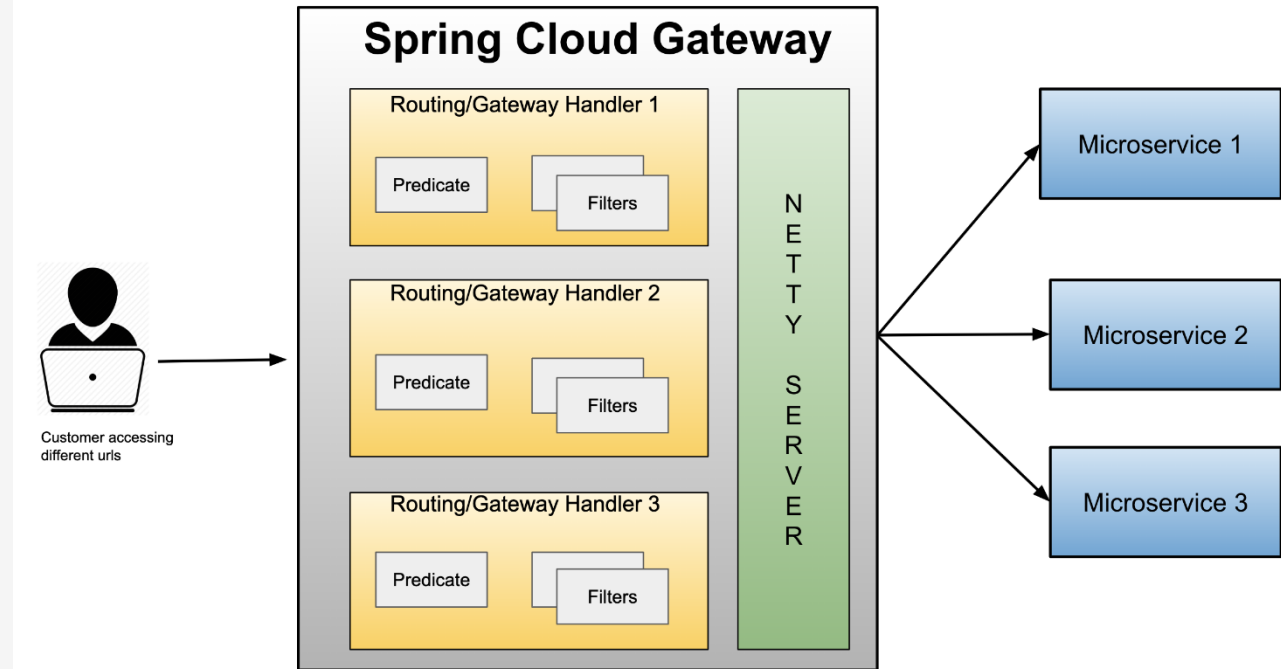 Spring Cloud Gateway
Routing/Gateway Handler 1
Predicate
Filters
Routing/Gateway Handler 2
Predicate
Filters
Routing/Gateway Handler 3
Predicate
Filters
N
E
T
T
Y
S
E
R
V
E
R
Customer accessing
different urls
Microservice 1
Microservice 2
Microservice 3